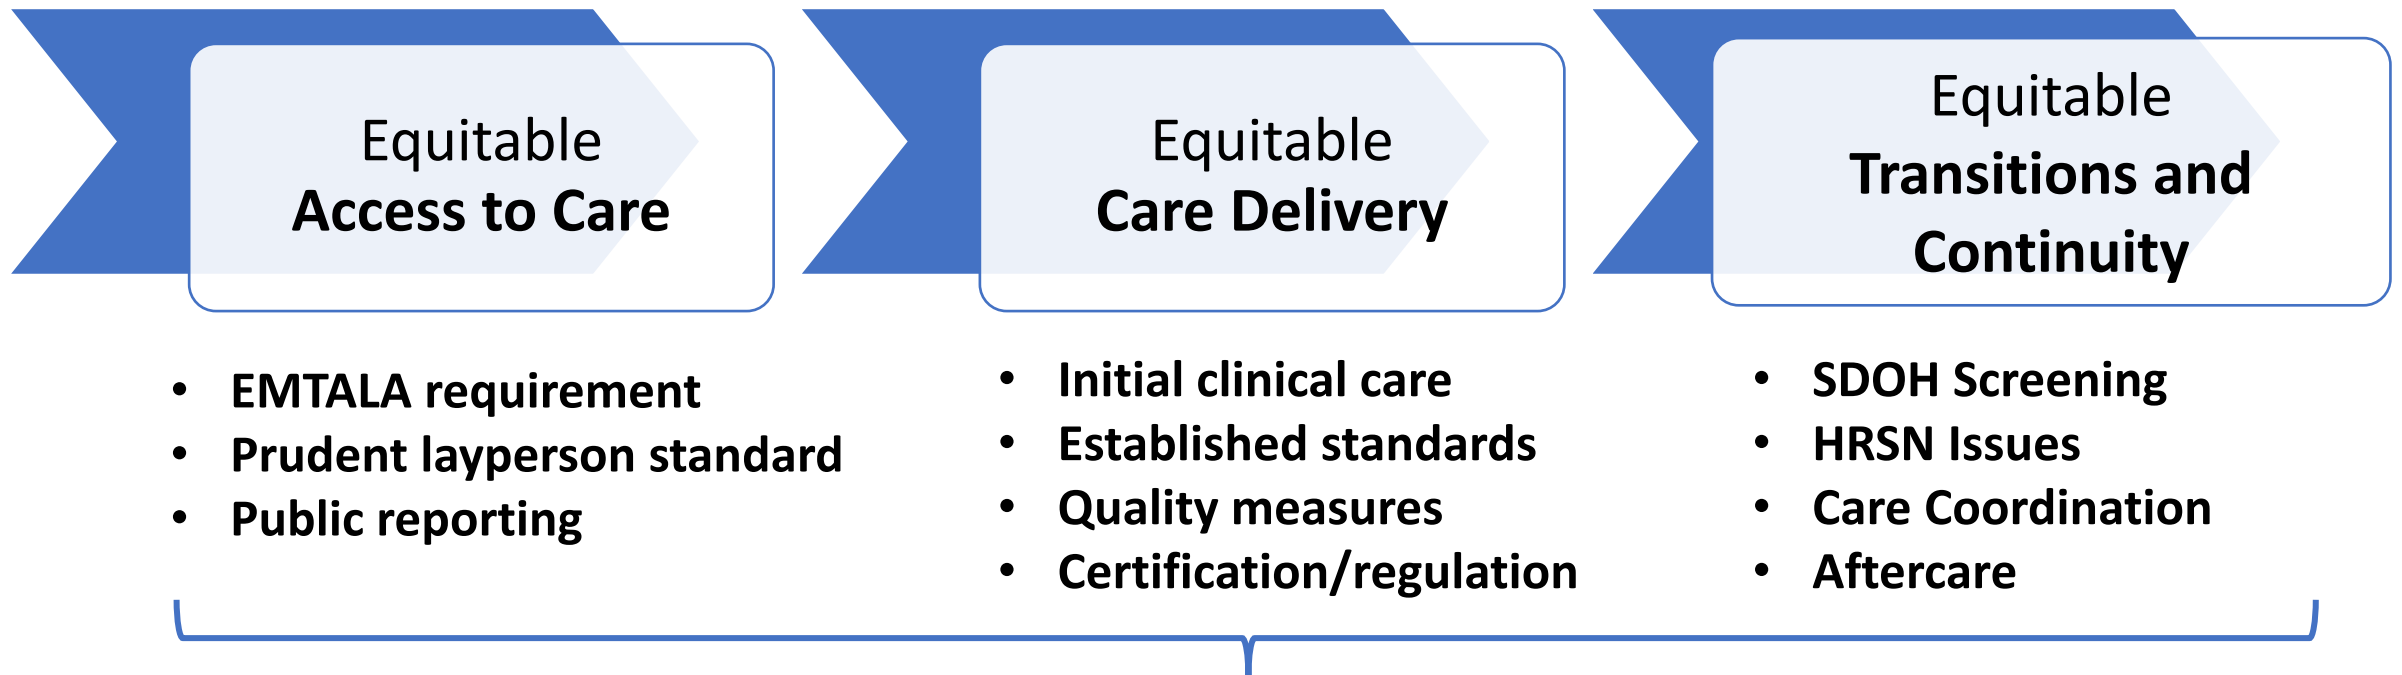 Equitable
Access to Care
• EMTALA requirement
• Prudent layperson standard
• Public reporting
Equitable
Care Delivery
• Initial clinical care
• Established standards
• Quality measures
• Certification/regulation
Equitable
Transitions and
Continuity
• SDOH Screening
• HRSN Issues
• Care Coordination
• Aftercare